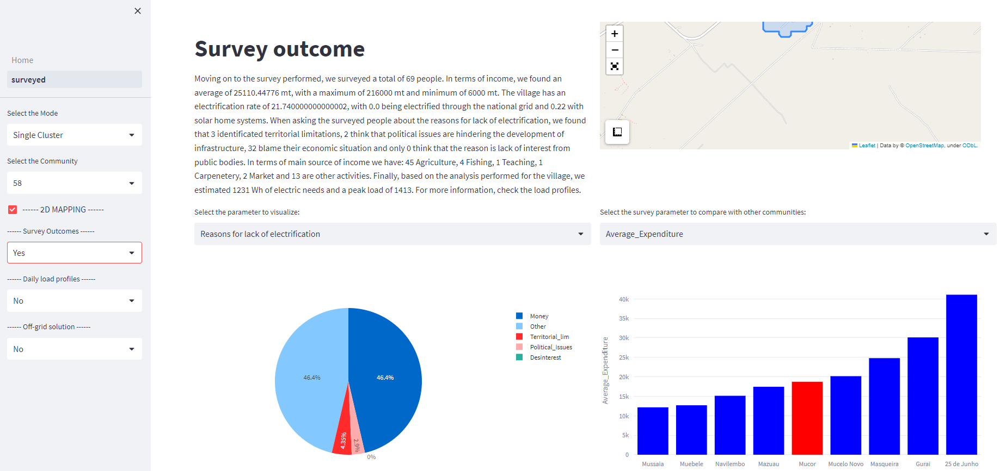 Home
surveyed
Select the Mode
Single Cluster
Select the Community
58
------ 2D MAPPING ------
------ Survey Outcomes ------
Yes
------ Daily load profiles ------
No
------ Off-grid solution ------
No
Survey outcome
Moving on to the survey performed, we surveyed a total of 69 people. In terms of income, we found an
average of 25110.44776 mt, with a maximum of 216000 mt and minimum of 6000 mt. The village has an
electrification rate of 21.740000000000002, with 0.0 being electrified through the national grid and 0.22 with
solar home systems. When asking the surveyed people about the reasons for lack of electrification, we found
that 3 identificated territorial limitations, 2 think that political issues are hindering the development of
infrastructure, 32 blame their economic situation and only 0 think that the reason is lack of interest from
public bodies. In terms of main source of income we have: 45 Agriculture, 4 Fishing, 1 Teaching, 1
Carpenetery, 2 Market and 13 are other activities. Finally, based on the analysis performed for the village, we
estimated 1231 Wh of electric needs and a peak load of 1413. For more information, check the load profiles.
+
−
Leaflet | Data by © OpenStreetMap, under ODbL.
Select the parameter to visualize:
Reasons for lack of electrification
Select the survey parameter to compare with other communities:
Average_Expenditure
46.4%
46.4%
4.35%
2.9%
0%
Money
Other
Territorial_lim
Political_issues
Desinterest
Average_Expenditure
40k
35k
30k
25k
20k
15k
10k
5k
0
Mussaia
Muebele
Navilembo
Mazuau
Mucor
Mucelo Novo
Masqueira
Gurai
25 de Junho